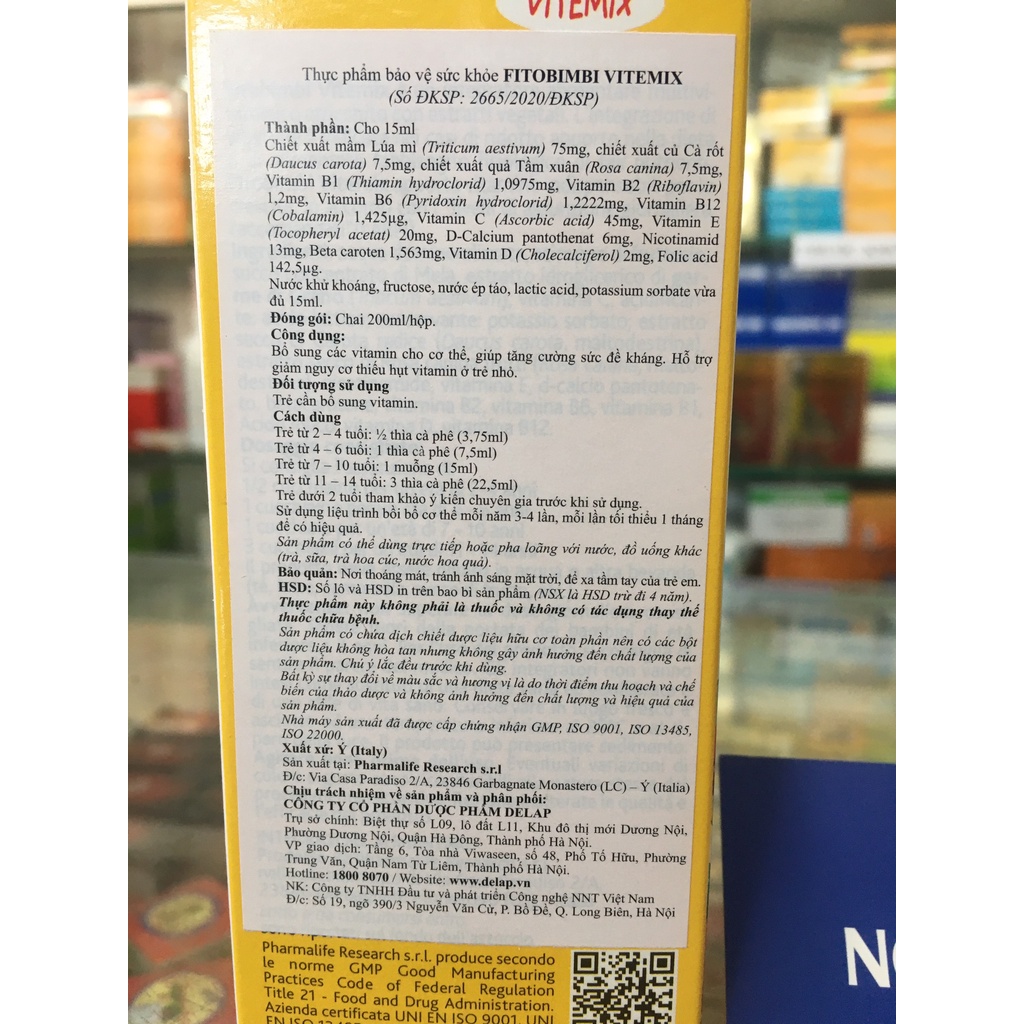 VITEMIX
Thực phẩm bảo vệ sức khỏe FITOBIMBI VITEMIX
(Số ĐKSP: 2665/2020/ĐKSP)
Thành phần: Cho 15ml
Chiết xuất mầm Lúa mì (Triticum aestivum) 75mg, chiết xuất củ Cà rốt
(Daucus carota) 7,5mg, chiết xuất quả Tầm xuân (Rosa canina) 7,5mg,
Vitamin B1 (Thiamin hydroclorid) 1,0975mg, Vitamin B2 (Riboflavin)
1,2mg, Vitamin B6 (Pyridoxin hydroclorid) 1,2222mg, Vitamin B12
(Cobalamin) 1,425µg, Vitamin C (Ascorbic acid) 45mg, Vitamin E
(Tocopheryl acetat) 20mg, D-Calcium pantothenat 6mg, Nicotinamid
13mg, Beta caroten 1,563mg, Vitamin D (Cholecalciferol) 2mg, Folic acid
142,5µg.
Nước khử khoáng, fructose, nước ép táo, lactic acid, potassium sorbate vừa
đủ 15ml.
Đóng gói: Chai 200ml/hộp.
Công dụng:
Bổ sung các vitamin cho cơ thể, giúp tăng cường sức đề kháng. Hỗ trợ
giảm nguy cơ thiếu hụt vitamin ở trẻ nhỏ.
Đối tượng sử dụng
Trẻ cần bổ sung vitamin.
Cách dùng
Trẻ từ 2 – 4 tuổi: ½ thìa cà phê (3,75ml)
Trẻ từ 4 – 6 tuổi: 1 thìa cà phê (7,5ml)
Trẻ từ 7 – 10 tuổi: 1 muỗng (15ml)
Trẻ từ 11 – 14 tuổi: 3 thìa cà phê (22,5ml)
Trẻ dưới 2 tuổi tham khảo ý kiến chuyên gia trước khi sử dụng.
Sử dụng liệu trình bồi bổ cơ thể mỗi năm 3-4 lần, mỗi lần tối thiểu 1 tháng
để có hiệu quả.
Sản phẩm có thể dùng trực tiếp hoặc pha loãng với nước, đồ uống khác
(trà, sữa, trà hoa cúc, nước hoa quả).
Bảo quản: Nơi thoáng mát, tránh ánh sáng mặt trời, để xa tầm tay của trẻ em.
HSD: Số lô và HSD in trên bao bì sản phẩm (NSX là HSD trừ đi 4 năm).
Thực phẩm này không phải là thuốc và không có tác dụng thay thế
thuốc chữa bệnh.
Sản phẩm có chứa dịch chiết dược liệu hữu cơ toàn phần nên có các bột
dược liệu không hòa tan nhưng không gây ảnh hưởng đến chất lượng của
sản phẩm. Chú ý lắc đều trước khi dùng.
Bất kỳ sự thay đổi về màu sắc và hương vị là do thời điểm thu hoạch và chế
biến của thảo dược và không ảnh hưởng đến chất lượng và hiệu quả của
sản phẩm.
Nhà máy sản xuất đã được cấp chứng nhận GMP, ISO 9001, ISO 13485,
ISO 22000.
Xuất xứ: Ý (Italy)
Sản xuất tại: Pharmalife Research s.r.l
Đ/c: Via Casa Paradiso 2/A, 23846 Garbagnate Monastero (LC) – Ý (Italia)
Chịu trách nhiệm về sản phẩm và phân phối:
CÔNG TY CỔ PHẦN DƯỢC PHẨM DELAP
Trụ sở chính: Biệt thự số L09, lô đất L11, Khu đô thị mới Dương Nội,
Phường Dương Nội, Quận Hà Đông, Thành phố Hà Nội.
VP giao dịch: Tầng 6, Tòa nhà Viwaseen, số 48, Phố Tố Hữu, Phường
Trung Văn, Quận Nam Từ Liêm, Thành phố Hà Nội.
Hotline: 1800 8070 / Website: www.delap.vn
NK: Công ty TNHH Đầu tư và phát triển Công nghệ NNT Việt Nam
Đ/c: Số 19, ngõ 390/3 Nguyễn Văn Cừ, P. Bồ Đề, Q. Long Biên, Hà Nội
Pharmalife Research s.r.l. produce secondo
le norme GMP Good Manufacturing
Practices Code of Federal Regulation
Title 21 - Food and Drug Administration.
Azienda certificata UNI EN ISO 9001, UNI